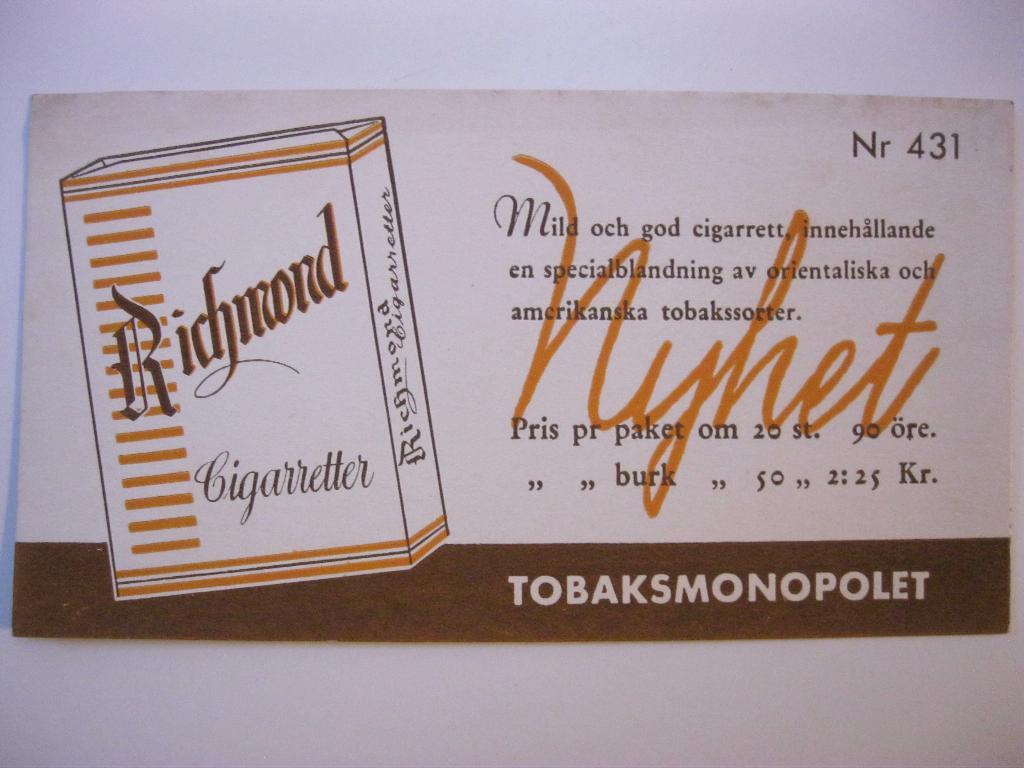 Nr 431
Richmond
Cigarretter
Richmond Cigarretter
Nyhet
Mild och god cigarrett, innehållande
en specialblandning av orientaliska och
amerikanska tobakssorter.
Pris pr paket om 20 st. 90 öre.
„ „ burk „ 50 „ 2:25 Kr.
TOBAKSMONOPOLET